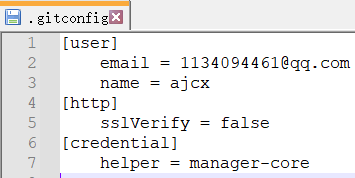 .gitconfig
1 [user]
2 email = 1134094461@qq.com
3 name = ajcx
4 [http]
5 sslVerify = false
6 [credential]
7 helper = manager-core